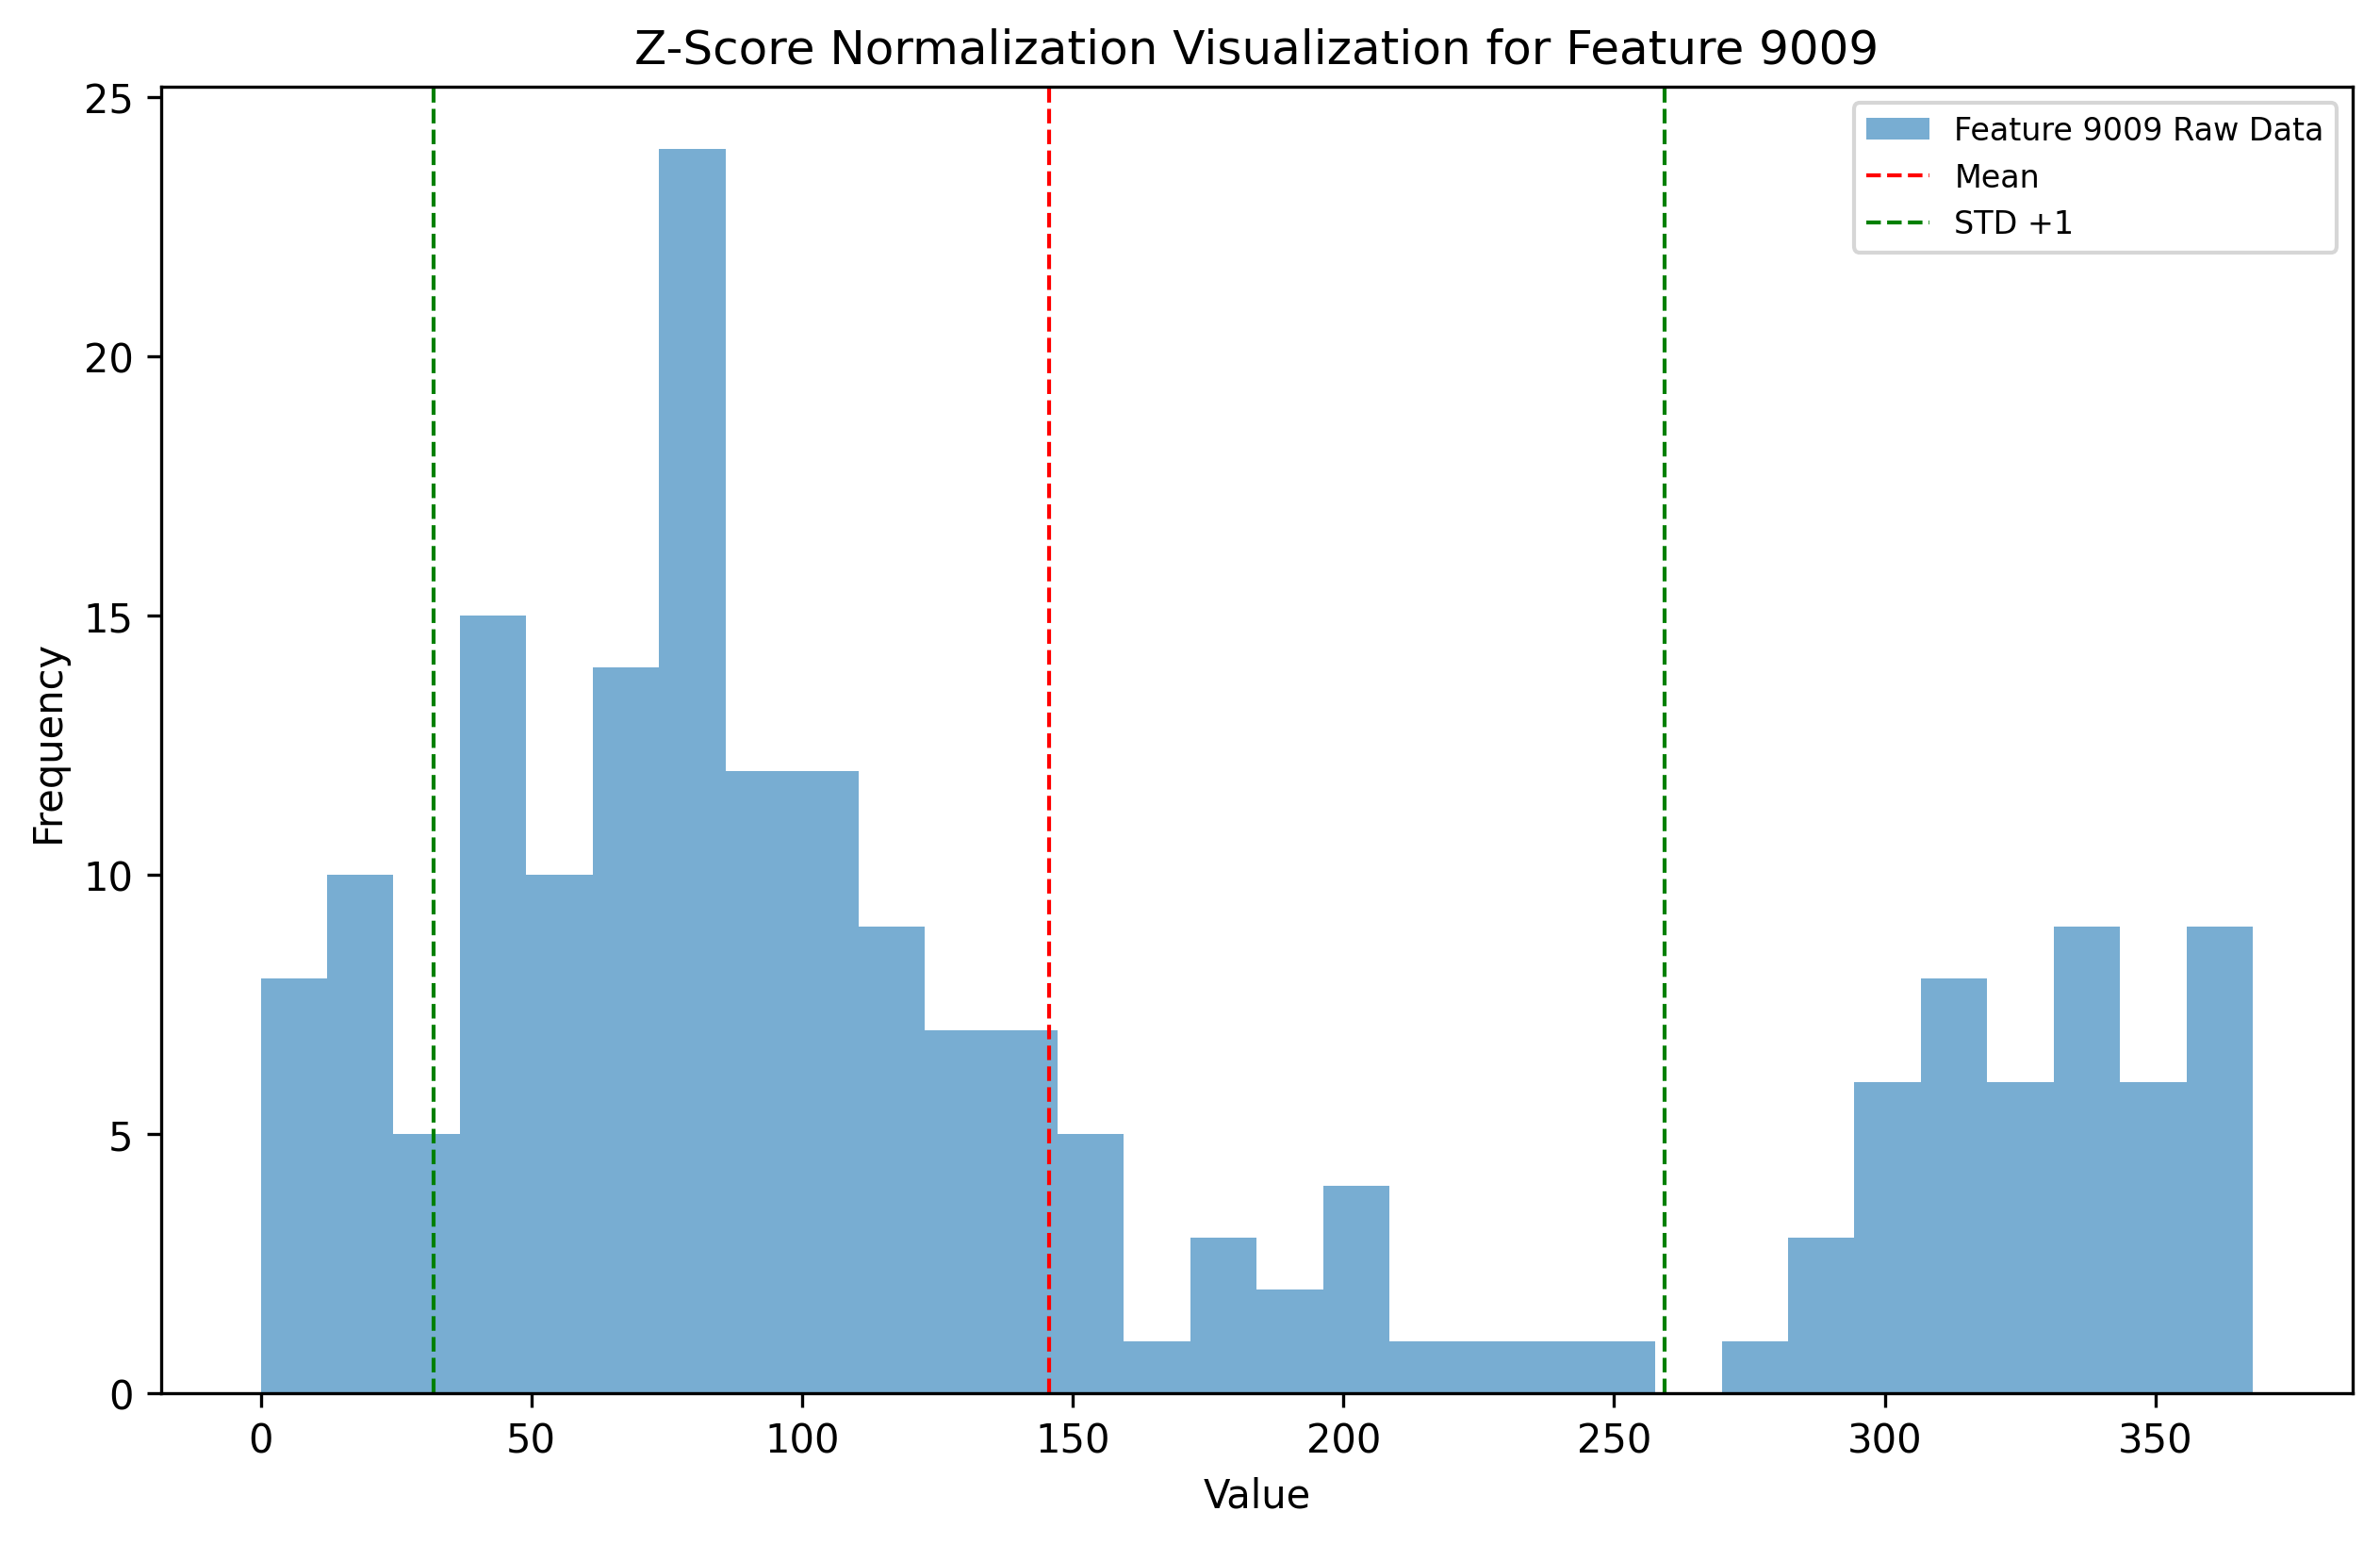 Z-Score Normalization Visualization for Feature 9009
Feature 9009 Raw Data
Mean
STD +1
Frequency
25
20
15
10
5
0
0 50 100 150 200 250 300 350
Value